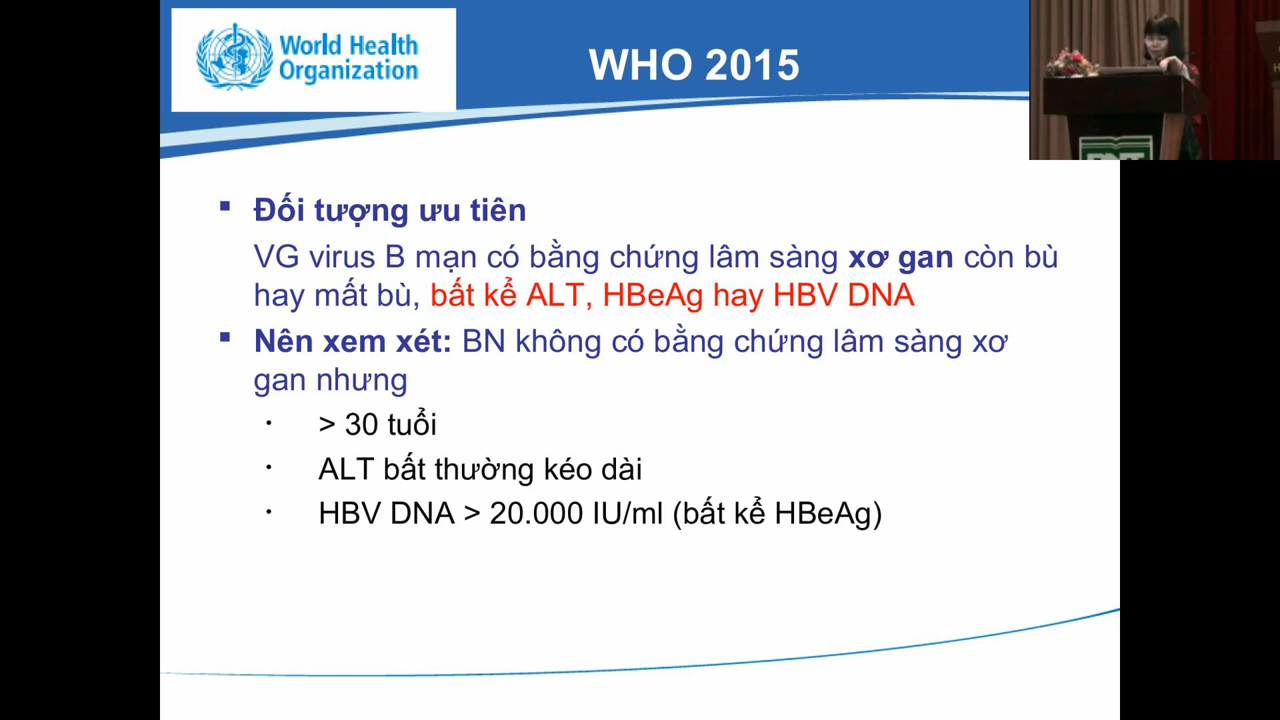 World Health
Organization
WHO 2015
Đối tượng ưu tiên
VG virus B mạn có bằng chứng lâm sàng xơ gan còn bù
hay mất bù, bất kể ALT, HBeAg hay HBV DNA
Nên xem xét: BN không có bằng chứng lâm sàng xơ
gan nhưng
> 30 tuổi
ALT bất thường kéo dài
HBV DNA > 20.000 IU/ml (bất kể HBeAg)